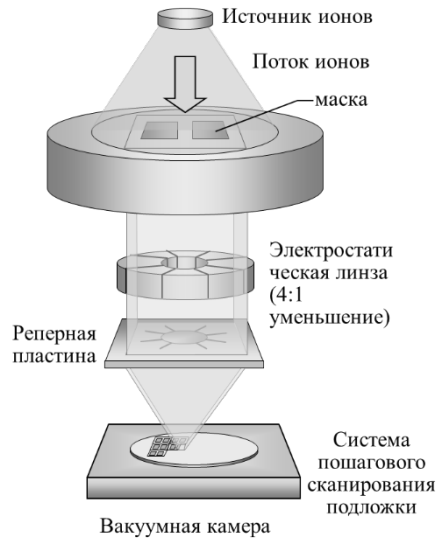 Источник ионов
Поток ионов
маска
Электростати
ческая линза
(4:1
уменьшение)
Реперная
пластина
Система
пошагового
сканирования
подложки
Вакуумная камера